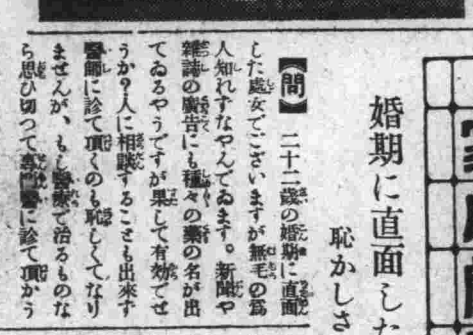 婚期に直面した
恥かしさ
【問】 二十二歳の婚期に直面
した處女でございますが無毛の爲
人知れずなやんでゐます。新聞や
雜誌の廣告にも種々の藥の名が出
てゐるやうですが果して有効でせ
うか?人に相談することも出來ず
醫師に診て頂くのも恥しくてなり
ませんが、もし醫療で治るものな
ら思ひ切つて專門醫に診て頂かう